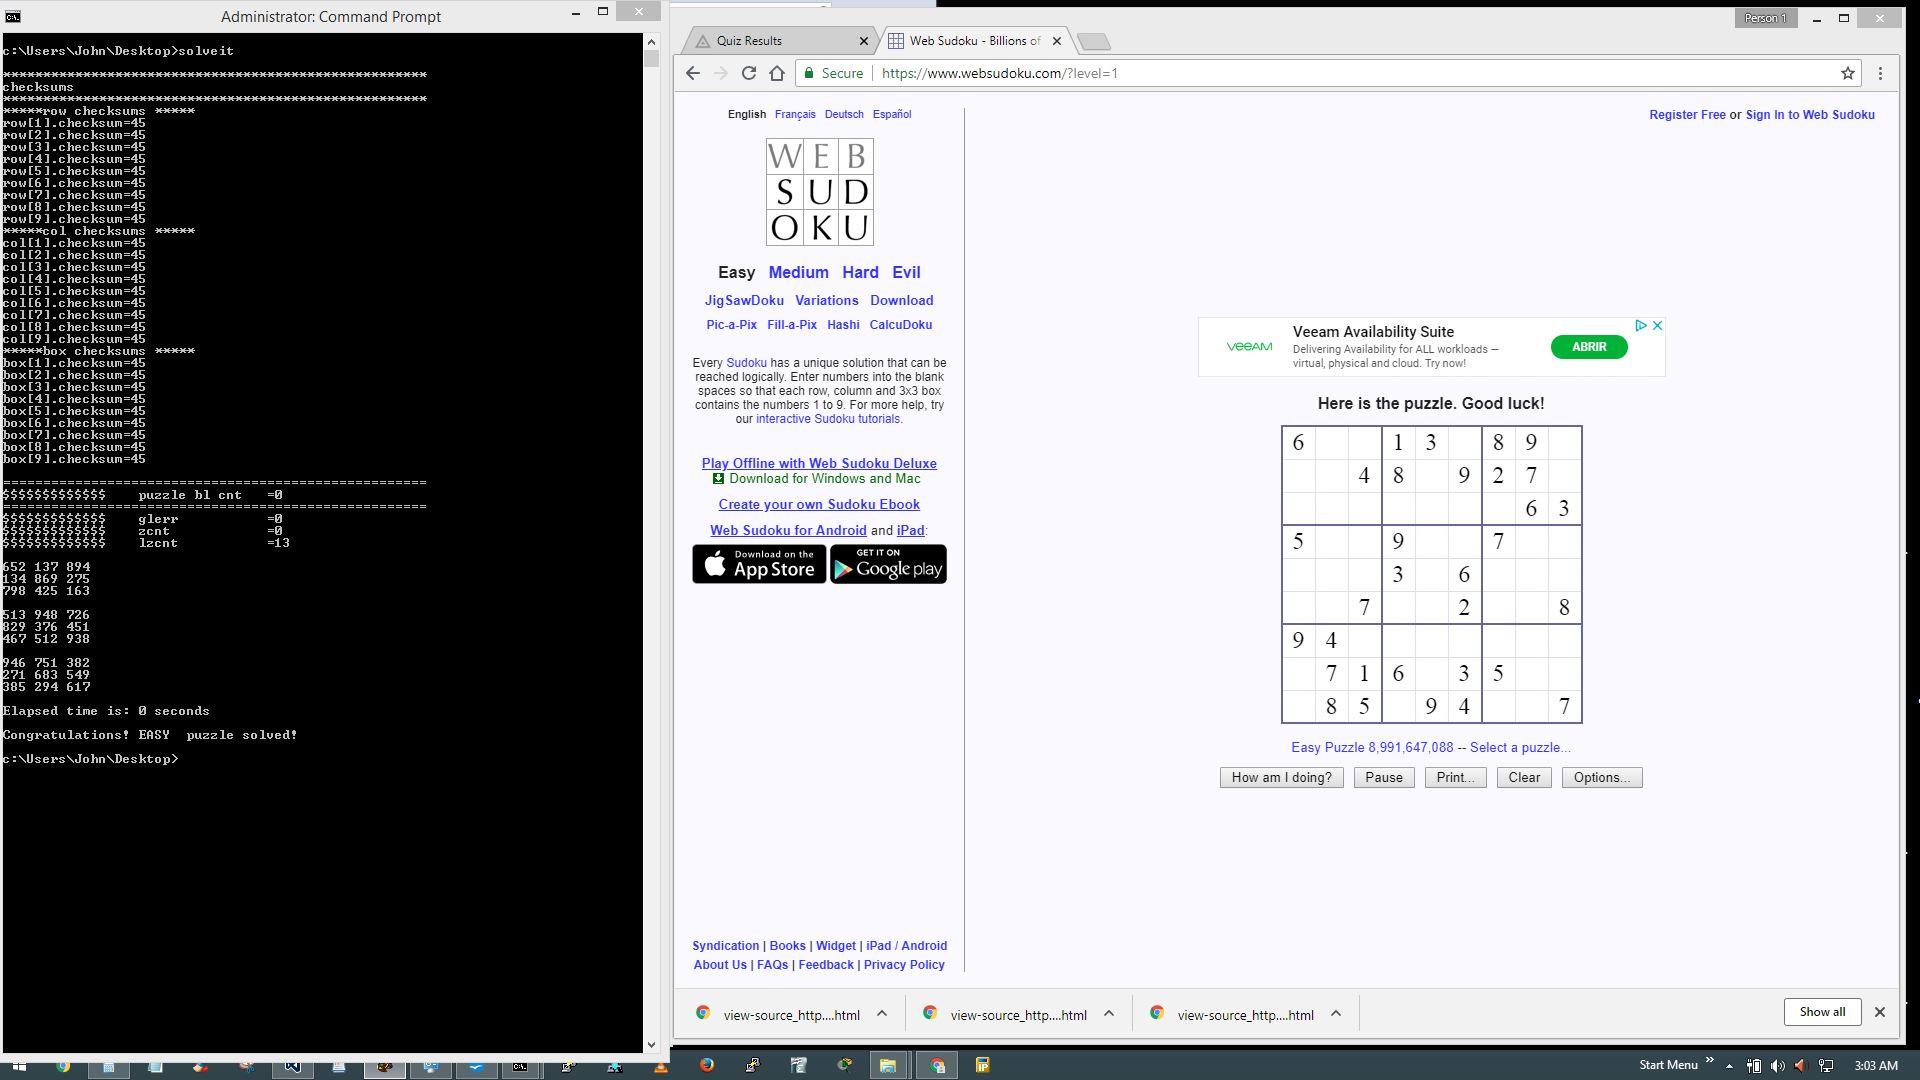 Administrator: Command Prompt
c:\Users\John\Desktop>solveit
*****************************************************
checksums
*****************************************************
*****row checksums *****
row[1].checksum=45
row[2].checksum=45
row[3].checksum=45
row[4].checksum=45
row[5].checksum=45
row[6].checksum=45
row[7].checksum=45
row[8].checksum=45
row[9].checksum=45
*****col checksums *****
col[1].checksum=45
col[2].checksum=45
col[3].checksum=45
col[4].checksum=45
col[5].checksum=45
col[6].checksum=45
col[7].checksum=45
col[8].checksum=45
col[9].checksum=45
*****box checksums *****
box[1].checksum=45
box[2].checksum=45
box[3].checksum=45
box[4].checksum=45
box[5].checksum=45
box[6].checksum=45
box[7].checksum=45
box[8].checksum=45
box[9].checksum=45
=====================================================
$$$$$$$$$$$$$ puzzle bl cnt =0
=====================================================
$$$$$$$$$$$$$ glerr =0
$$$$$$$$$$$$$ zcnt =0
$$$$$$$$$$$$$ lzcnt =13
652 137 894
134 869 275
798 425 163
513 948 726
829 376 451
467 512 938
946 751 382
271 683 549
385 294 617
Elapsed time is: 0 seconds
Congratulations! EASY puzzle solved!
c:\Users\John\Desktop>
Person 1
Quiz Results
Web Sudoku - Billions of
Secure https://www.websudoku.com/?level=1
English Français Deutsch Español
Register Free or Sign In to Web Sudoku
WEB
SUD
OKU
Easy Medium Hard Evil
JigSawDoku Variations Download
Pic-a-Pix Fill-a-Pix Hashi CalcuDoku
Every Sudoku has a unique solution that can be
reached logically. Enter numbers into the blank
spaces so that each row, column and 3x3 box
contains the numbers 1 to 9. For more help, try
our interactive Sudoku tutorials.
Play Offline with Web Sudoku Deluxe
Download for Windows and Mac
Create your own Sudoku Ebook
Web Sudoku for Android and iPad:
Download on the
App Store
GET IT ON
Google play
Syndication | Books | Widget | iPad / Android
About Us | FAQs | Feedback | Privacy Policy
veeam
Veeam Availability Suite
Delivering Availability for ALL workloads —
virtual, physical and cloud. Try now!
ABRIR
Here is the puzzle. Good luck!
6 1 3 8 9
4 8 9 2 7
6 3
5 9 7
3 6
7 2 8
9 4
7 1 6 3 5
8 5 9 4 7
Easy Puzzle 8,991,647,088 -- Select a puzzle...
How am I doing? Pause Print... Clear Options...
view-source_http....html
view-source_http....html
view-source_http....html
Show all
Start Menu
3:03 AM